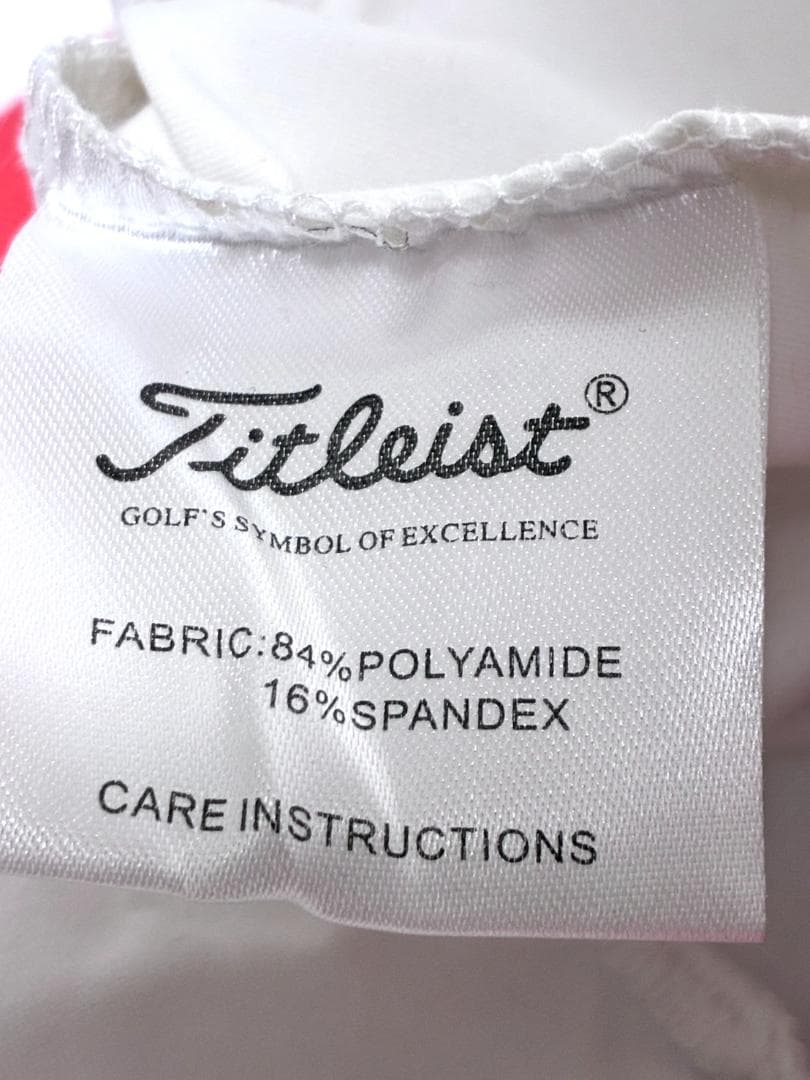 Titleist®
GOLF'S SYMBOL OF EXCELLENCE
FABRIC:84%POLYAMIDE
16%SPANDEX
CARE INSTRUCTIONS